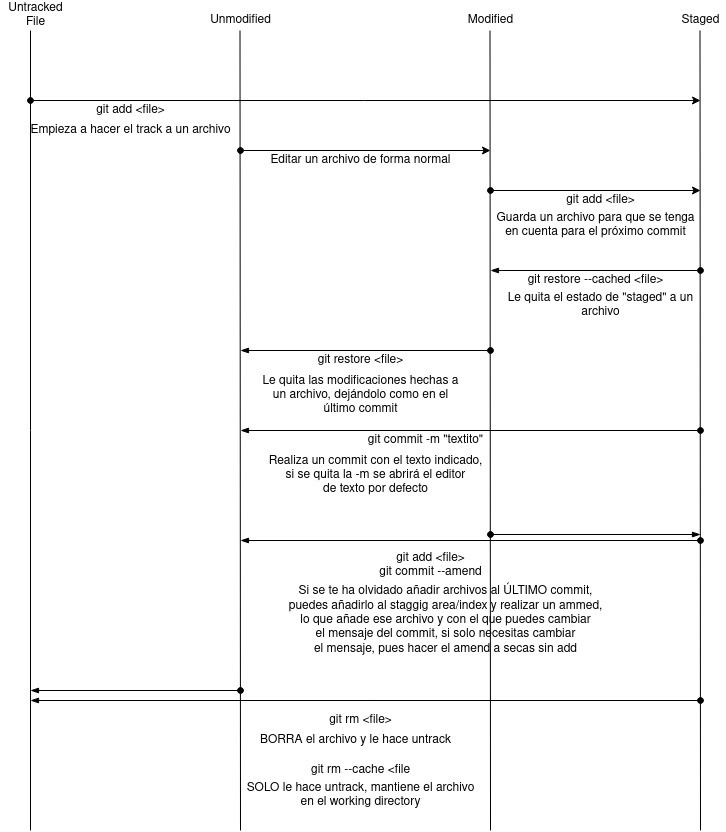 Untracked
File
Unmodified
Modified
Staged
git add <file>
Empieza a hacer el track a un archivo
Editar un archivo de forma normal
git add <file>
Guarda un archivo para que se tenga
en cuenta para el próximo commit
git restore --cached <file>
Le quita el estado de "staged" a un
archivo
git restore <file>
Le quita las modificaciones hechas a
un archivo, dejándolo como en el
último commit
git commit -m "textito"
Realiza un commit con el texto indicado,
si se quita la -m se abrirá el editor
de texto por defecto
git add <file>
git commit --amend
Si se te ha olvidado añadir archivos al ÚLTIMO commit,
puedes añadirlo al staggig area/index y realizar un ammed,
lo que añade ese archivo y con el que puedes cambiar
el mensaje del commit, si solo necesitas cambiar
el mensaje, pues hacer el amend a secas sin add
git rm <file>
BORRA el archivo y le hace untrack
git rm --cache <file
SOLO le hace untrack, mantiene el archivo
en el working directory